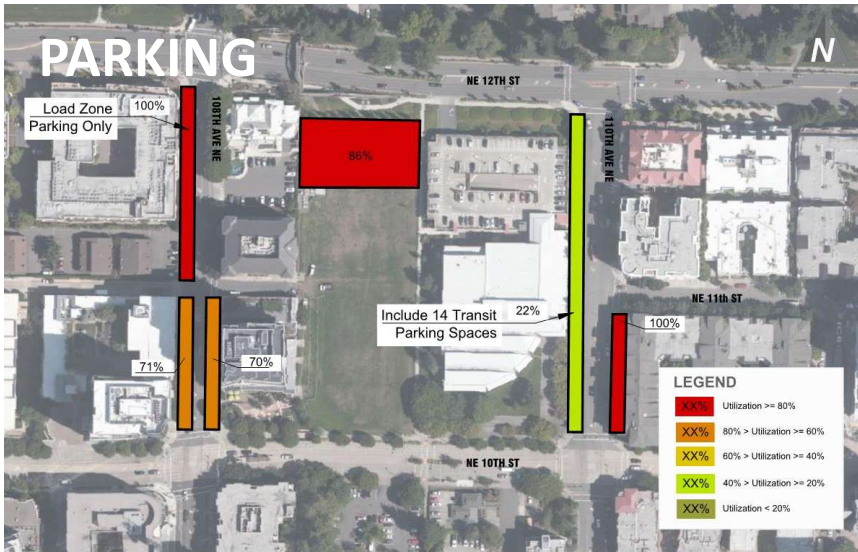 PARKING
N
NE 12TH ST
Load Zone
Parking Only
100%
108TH AVE NE
86%
110TH AVE NE
Include 14 Transit
Parking Spaces
22%
NE 11th ST
100%
71%
70%
NE 10TH ST
LEGEND
XX% Utilization >= 80%
XX% 80% > Utilization >= 60%
XX% 60% > Utilization >= 40%
XX% 40% > Utilization >= 20%
XX% Utilization < 20%